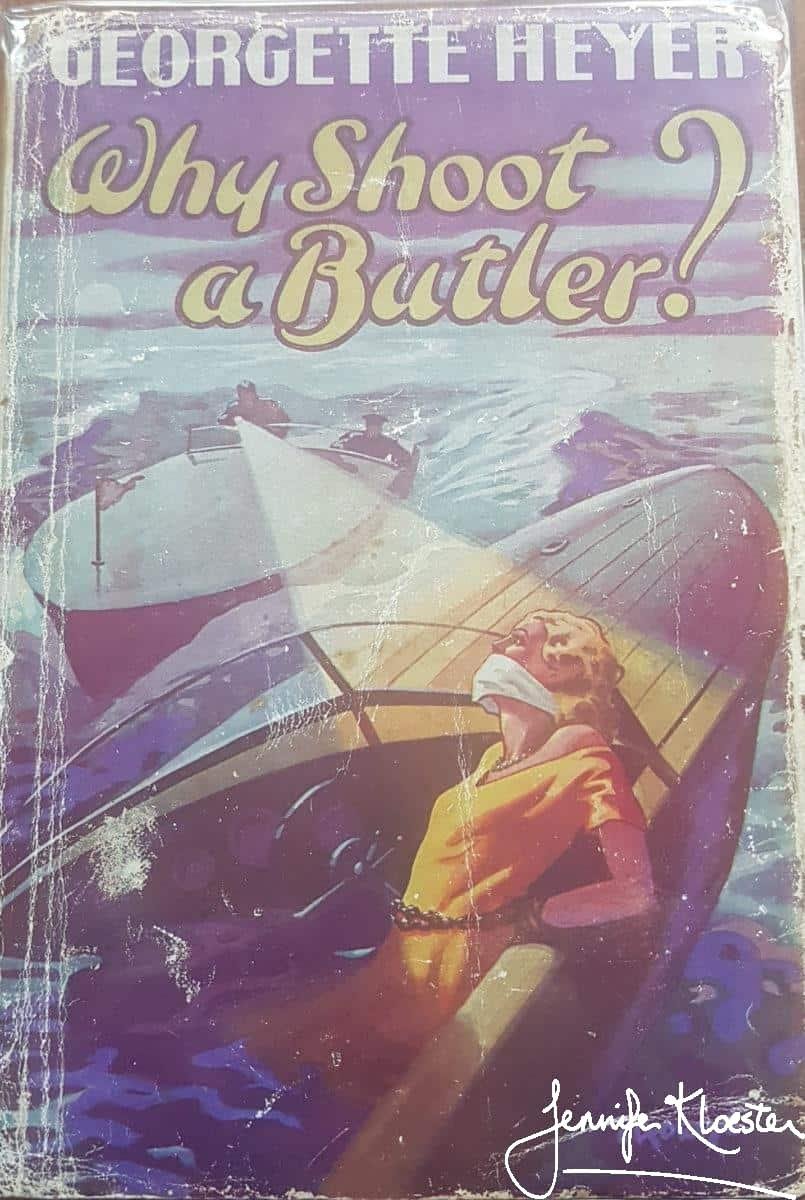 GEORGETTE HEYER
Why Shoot
a Butler?
Jennifer Kloester